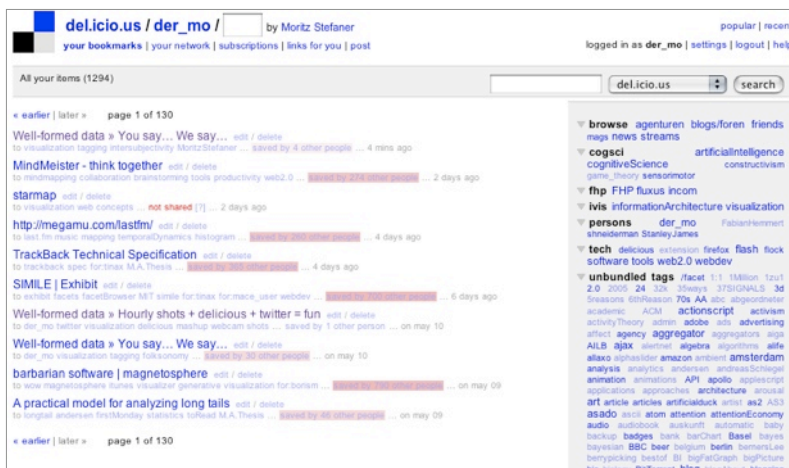 del.icio.us / der_mo / by Moritz Stefaner
popular | recen
your bookmarks | your network | subscriptions | links for you | post
logged in as der_mo | settings | logout | help
All your items (1294)
del.icio.us search
« earlier | later » page 1 of 130
Well-formed data » You say… We say… edit / delete
to visualization tagging intersubjectivity MoritzStefaner ... saved by 4 other people ... 4 mins ago
MindMeister - think together edit / delete
to mindmapping collaboration brainstorming tools productivity web2.0 ... saved by 274 other people ... 2 days ago
starmap edit / delete
to visualization web concepts ... not shared [?] ... 2 days ago
http://megamu.com/lastfm/ edit / delete
to last.fm music mapping temporalDynamics histogram ... saved by 260 other people ... 4 days ago
TrackBack Technical Specification edit / delete
to trackback spec for:tinax M.A.Thesis ... saved by 365 other people ... 4 days ago
SIMILE | Exhibit edit / delete
to exhibit facets facetBrowser MIT simile for:tinax for:mace_user webdev ... saved by 700 other people ... 6 days ago
Well-formed data » Hourly shots + delicious + twitter = fun edit / delete
to der_mo twitter visualization delicious mashup webcam shots ... saved by 1 other person ... on may 10
Well-formed data » You say… We say… edit / delete
to der_mo visualization tagging folksonomy ... saved by 30 other people ... on may 10
barbarian software | magnetosphere edit / delete
to wow magnetosphere itunes visualizer generative visualization for:borism ... saved by 790 other people ... on may 09
A practical model for analyzing long tails edit / delete
to longtail andersen firstMonday statistics toRead M.A.Thesis ... saved by 46 other people ... on may 09
« earlier | later » page 1 of 130
browse agenturen blogs/foren friends
mags news streams
cogsci artificialIntelligence
cognitiveScience constructivism
game_theory sensorimotor
fhp FHP fluxus incom
ivis informationArchitecture visualization
persons der_mo FabianHemmert
shneiderman StanleyJames
tech delicious extension firefox flash flock
software tools web2.0 webdev
unbundled tags /facet 1:1 1Million 1zu1
2.0 2005 24 32k 35ways 37SIGNALS 3d
5reasons 6thReason 70s AA abc abgeordneter
academic ACM actionscript activism
activityTheory admin adobe ads advertising
affect agency aggregator aggregators aiga
AILB ajax alertnet algebra algorithms alife
allaxo alphaslider amazon ambient amsterdam
analysis analytics andersen andreasSchlegel
animation animations API apollo applescript
applications approaches architecture arousal
art article articles artificialduck artist as2 AS3
asado ascii atom attention attentionEconomy
audio audiobook auskunft automatic baby
backup badges bank barChart Basel bayes
bayesian BBC beer belgium berlin bernersLee
berrypicking bestof BI bigFatGraph bigPicture